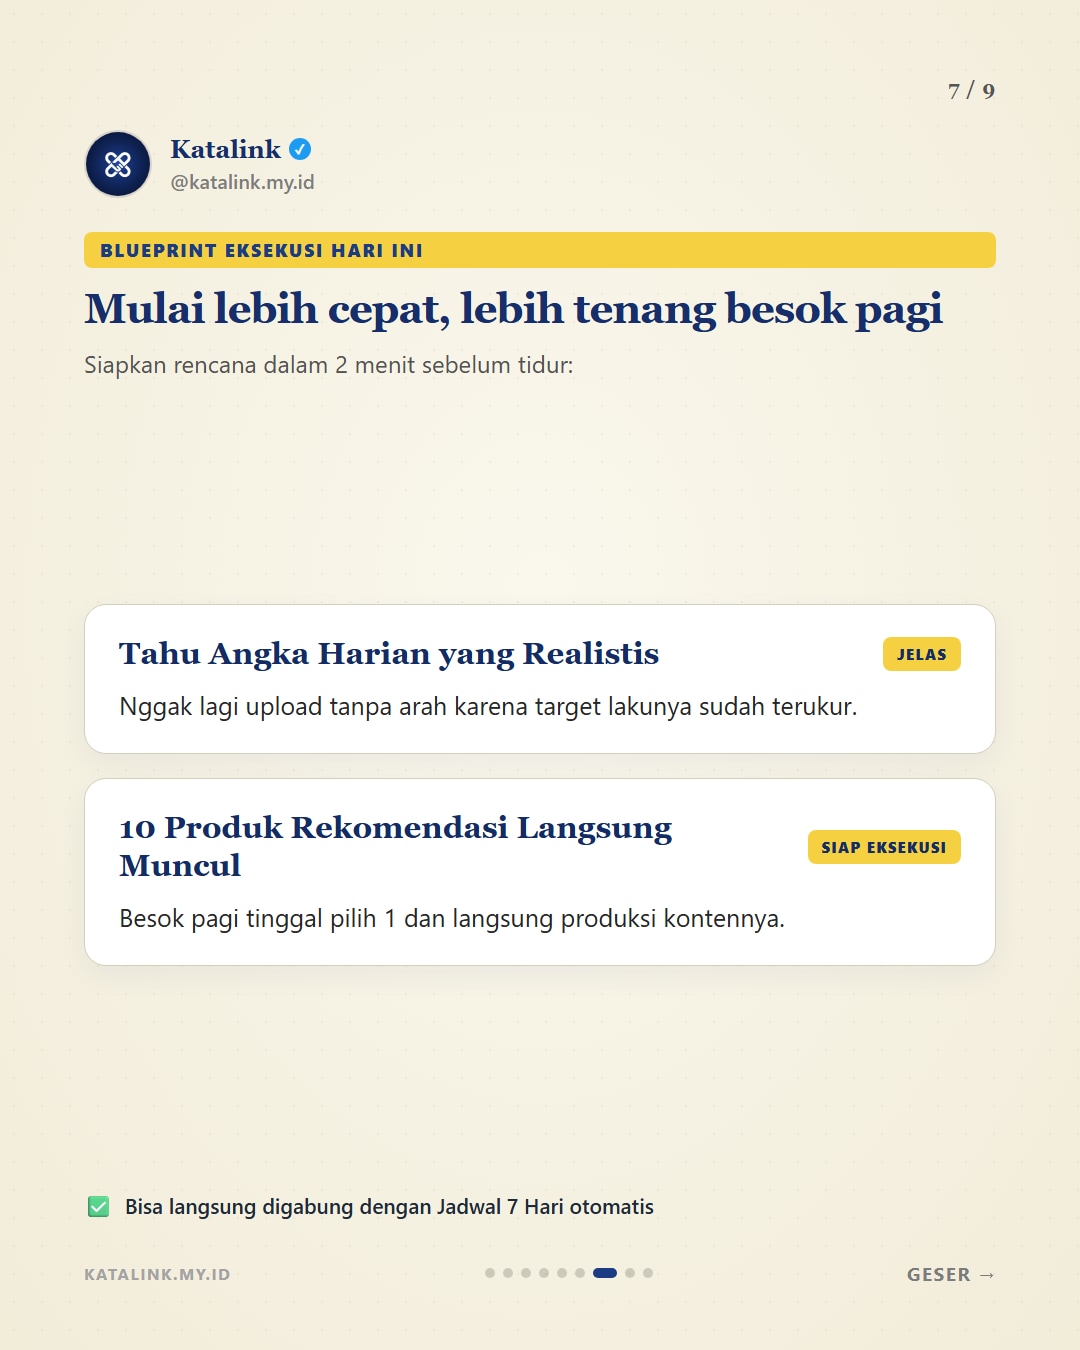 7 / 9
Katalink
@katalink.my.id
BLUEPRINT EKSEKUSI HARI INI
Mulai lebih cepat, lebih tenang besok pagi
Siapkan rencana dalam 2 menit sebelum tidur:
Tahu Angka Harian yang Realistis
JELAS
Nggak lagi upload tanpa arah karena target lakunya sudah terukur.
10 Produk Rekomendasi Langsung
Muncul
SIAP EKSEKUSI
Besok pagi tinggal pilih 1 dan langsung produksi kontennya.
✅ Bisa langsung digabung dengan Jadwal 7 Hari otomatis
KATALINK.MY.ID
GESER →